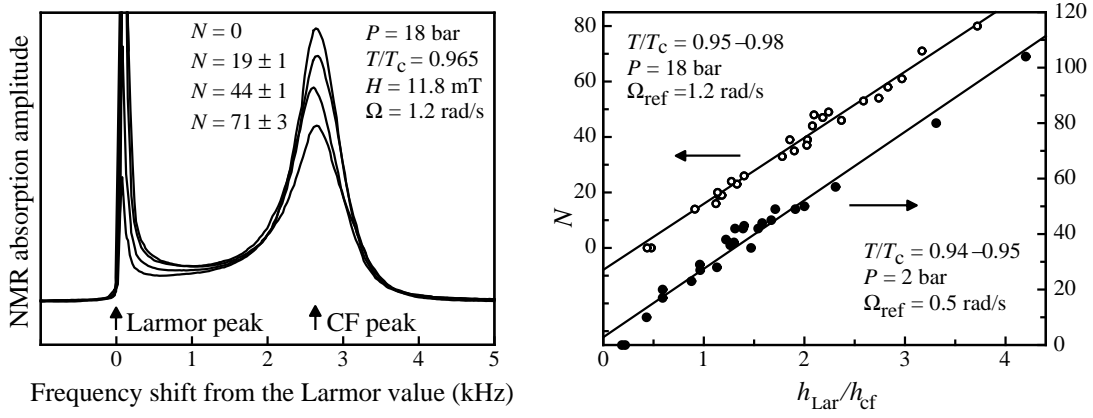 NMR absorption amplitude
N = 0
N = 19 ± 1
N = 44 ± 1
N = 71 ± 3
P = 18 bar
T/Tc = 0.965
H = 11.8 mT
Ω = 1.2 rad/s
Larmor peak
CF peak
0 1 2 3 4 5
Frequency shift from the Larmor value (kHz)
N
80
60
40
20
0
20
T/Tc = 0.95–0.98
P = 18 bar
Ωref =1.2 rad/s
T/Tc = 0.94–0.95
P = 2 bar
Ωref = 0.5 rad/s
120
100
80
60
40
20
0
0 1 2 3 4
hLar/hcf